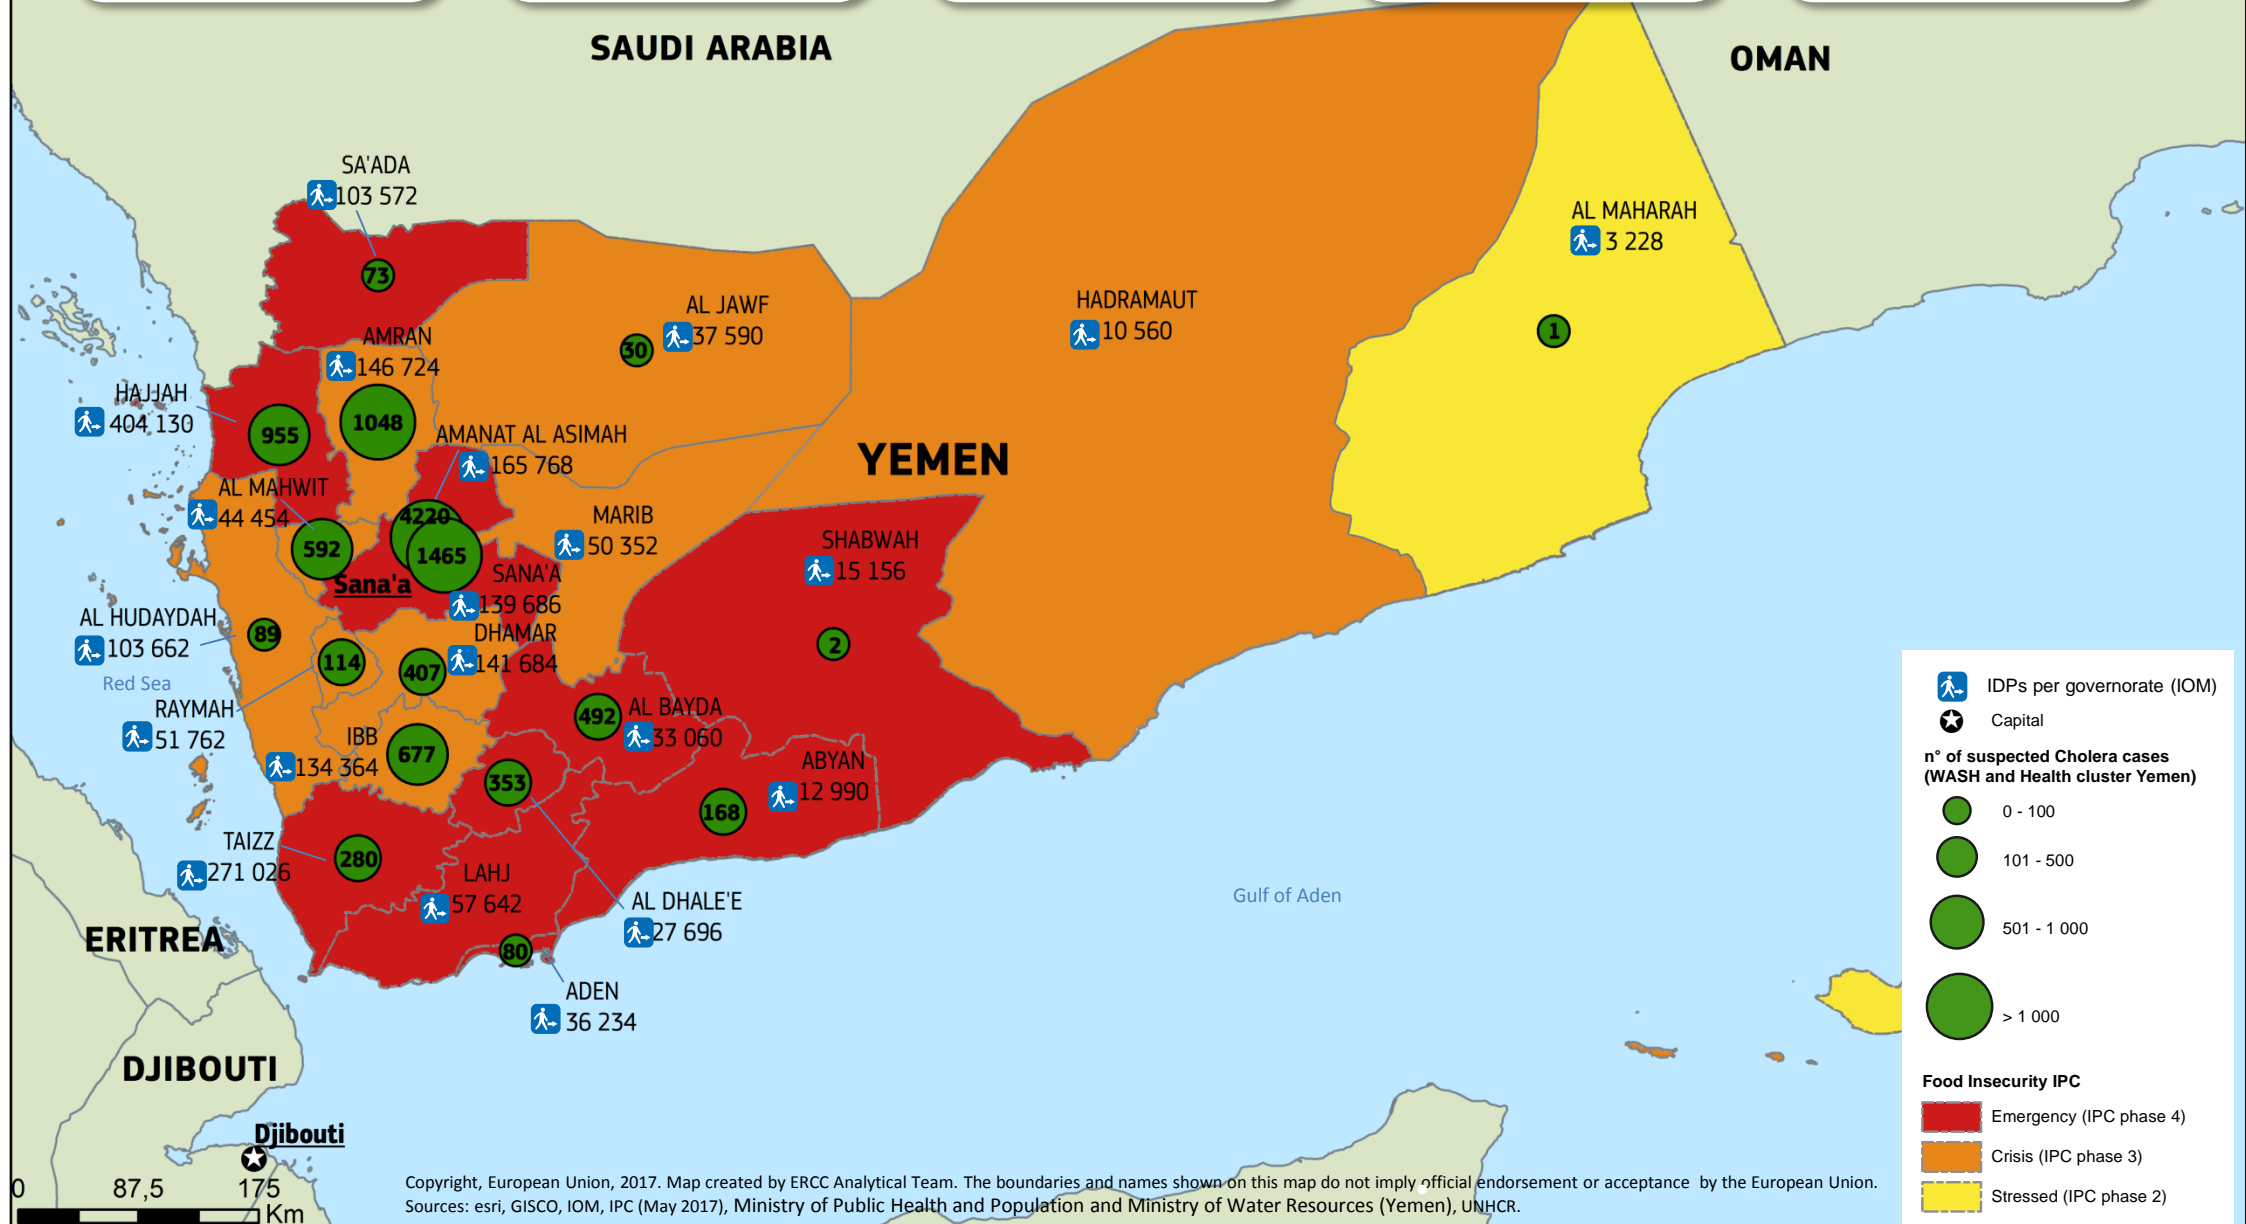 SAUDI ARABIA
OMAN
SA'ADA
103 572
73
AL MAHARAH
3 228
1
HADRAMAUT
10 560
AL JAWF
37 590
30
AMRAN
146 724
1048
HAJJAH
404 130
955
AMANAT AL ASIMAH
165 768
4220
YEMEN
AL MAHWIT
44 454
592
1465
Sana'a
SANA'A
139 686
MARIB
50 352
SHABWAH
15 156
2
AL HUDAYDAH
103 662
89
Red Sea
114
DHAMAR
141 684
407
RAYMAH
51 762
IBB
134 364
677
492
AL BAYDA
33 060
353
ABYAN
12 990
168
TAIZZ
271 026
280
LAHJ
57 642
AL DHALE'E
27 696
80
ADEN
36 234
Gulf of Aden
ERITREA
DJIBOUTI
Djibouti
0 87,5 175
Km
IDPs per governorate (IOM)
Capital
n° of suspected Cholera cases
(WASH and Health cluster Yemen)
0 - 100
101 - 500
501 - 1 000
> 1 000
Food Insecurity IPC
Emergency (IPC phase 4)
Crisis (IPC phase 3)
Stressed (IPC phase 2)
Copyright, European Union, 2017. Map created by ERCC Analytical Team. The boundaries and names shown on this map do not imply official endorsement or acceptance by the European Union.
Sources: esri, GISCO, IOM, IPC (May 2017), Ministry of Public Health and Population and Ministry of Water Resources (Yemen), UNHCR.